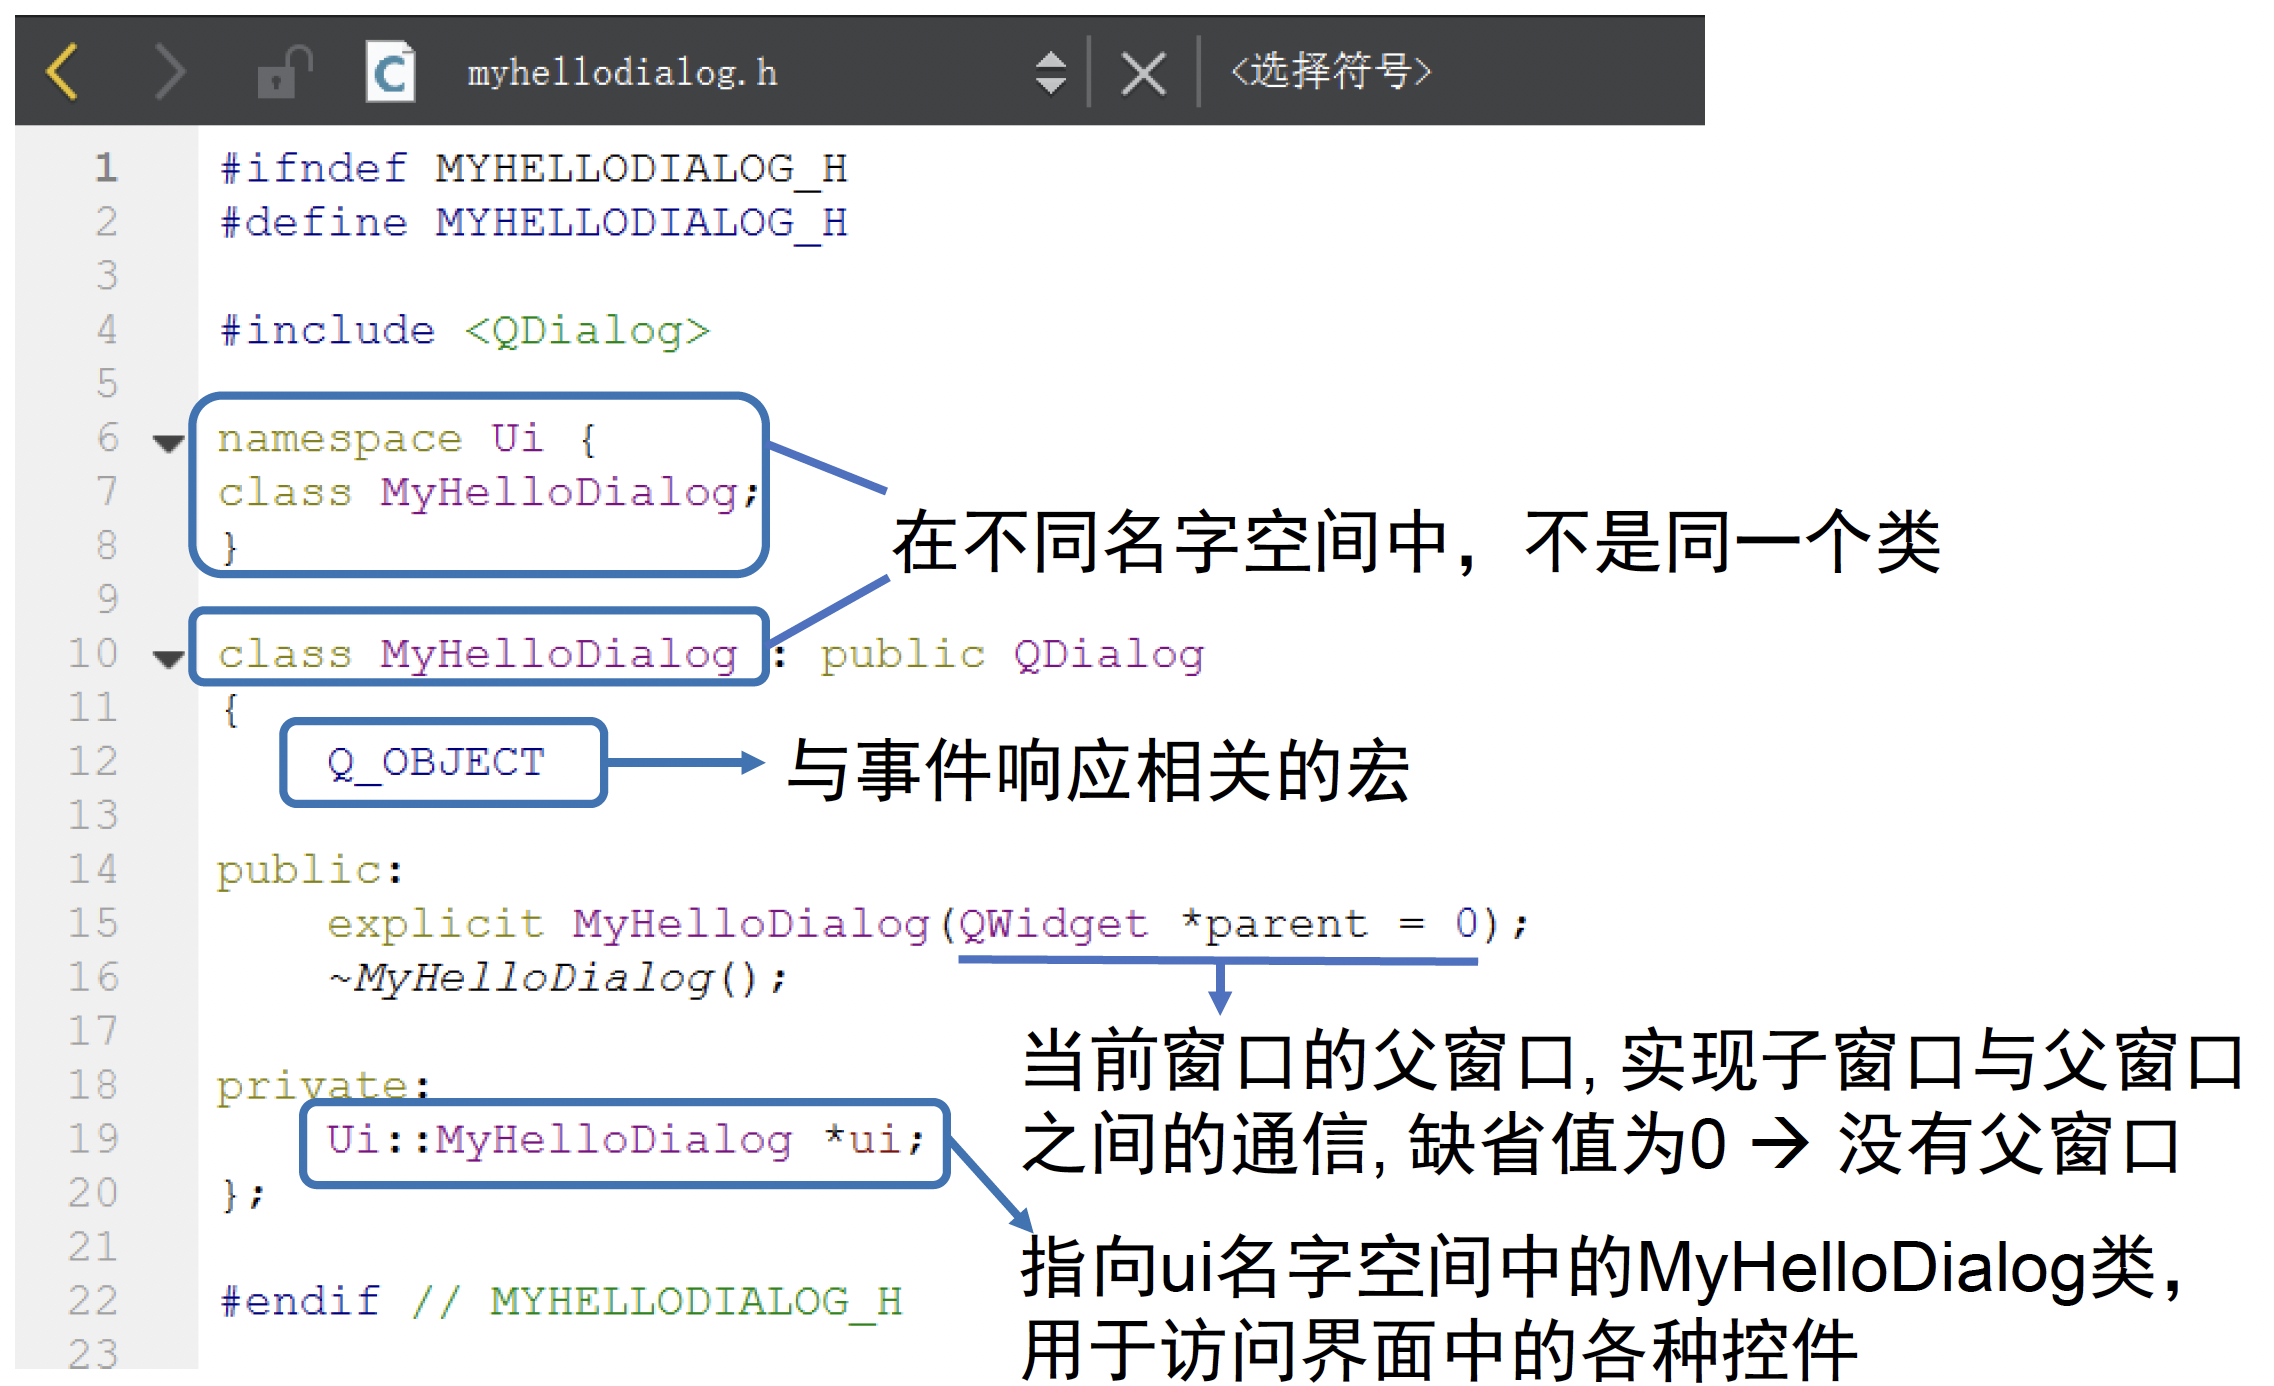 myhellodialog.h <选择符号>
1 #ifndef MYHELLODIALOG_H
2 #define MYHELLODIALOG_H
3
4 #include <QDialog>
5
6 namespace Ui {
7 class MyHelloDialog;
8 }
在不同名字空间中，不是同一个类
9
10 class MyHelloDialog : public QDialog
11 {
12 Q_OBJECT
与事件响应相关的宏
13
14 public:
15 explicit MyHelloDialog(QWidget *parent = 0);
16 ~MyHelloDialog();
17
当前窗口的父窗口, 实现子窗口与父窗口
之间的通信, 缺省值为0 → 没有父窗口
18 private:
19 Ui::MyHelloDialog *ui;
20 };
21
指向ui名字空间中的MyHelloDialog类，
用于访问界面中的各种控件
22 #endif // MYHELLODIALOG_H
23